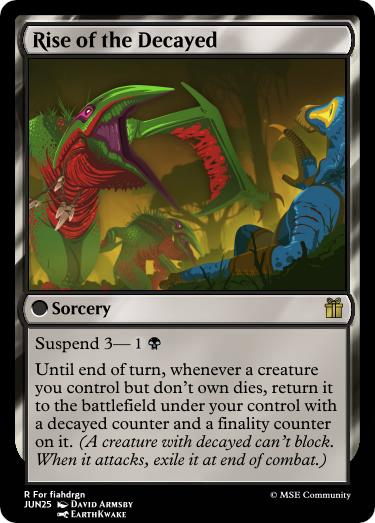 Rise of the Decayed
Sorcery
Suspend 3— 1
Until end of turn, whenever a creature
you control but don't own dies, return it
to the battlefield under your control with
a decayed counter and a finality counter
on it. (A creature with decayed can't block.
When it attacks, exile it at end of combat.)
R For fiahdrgn
JUN25 David Armsby
EarthKwake
© MSE Community